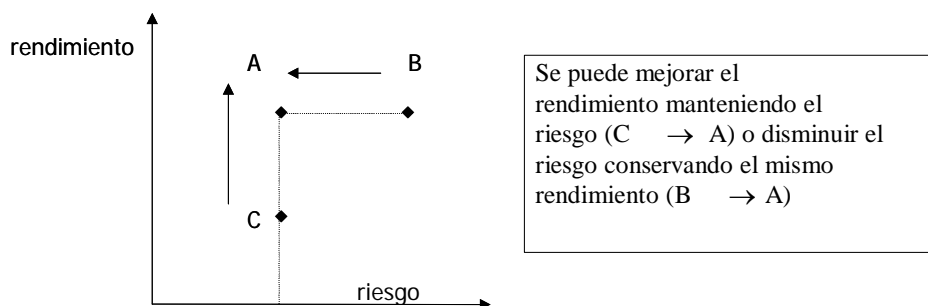 rendimiento
A
B
C
riesgo
Se puede mejorar el
rendimiento manteniendo el
riesgo (C → A) o disminuir el
riesgo conservando el mismo
rendimiento (B → A)